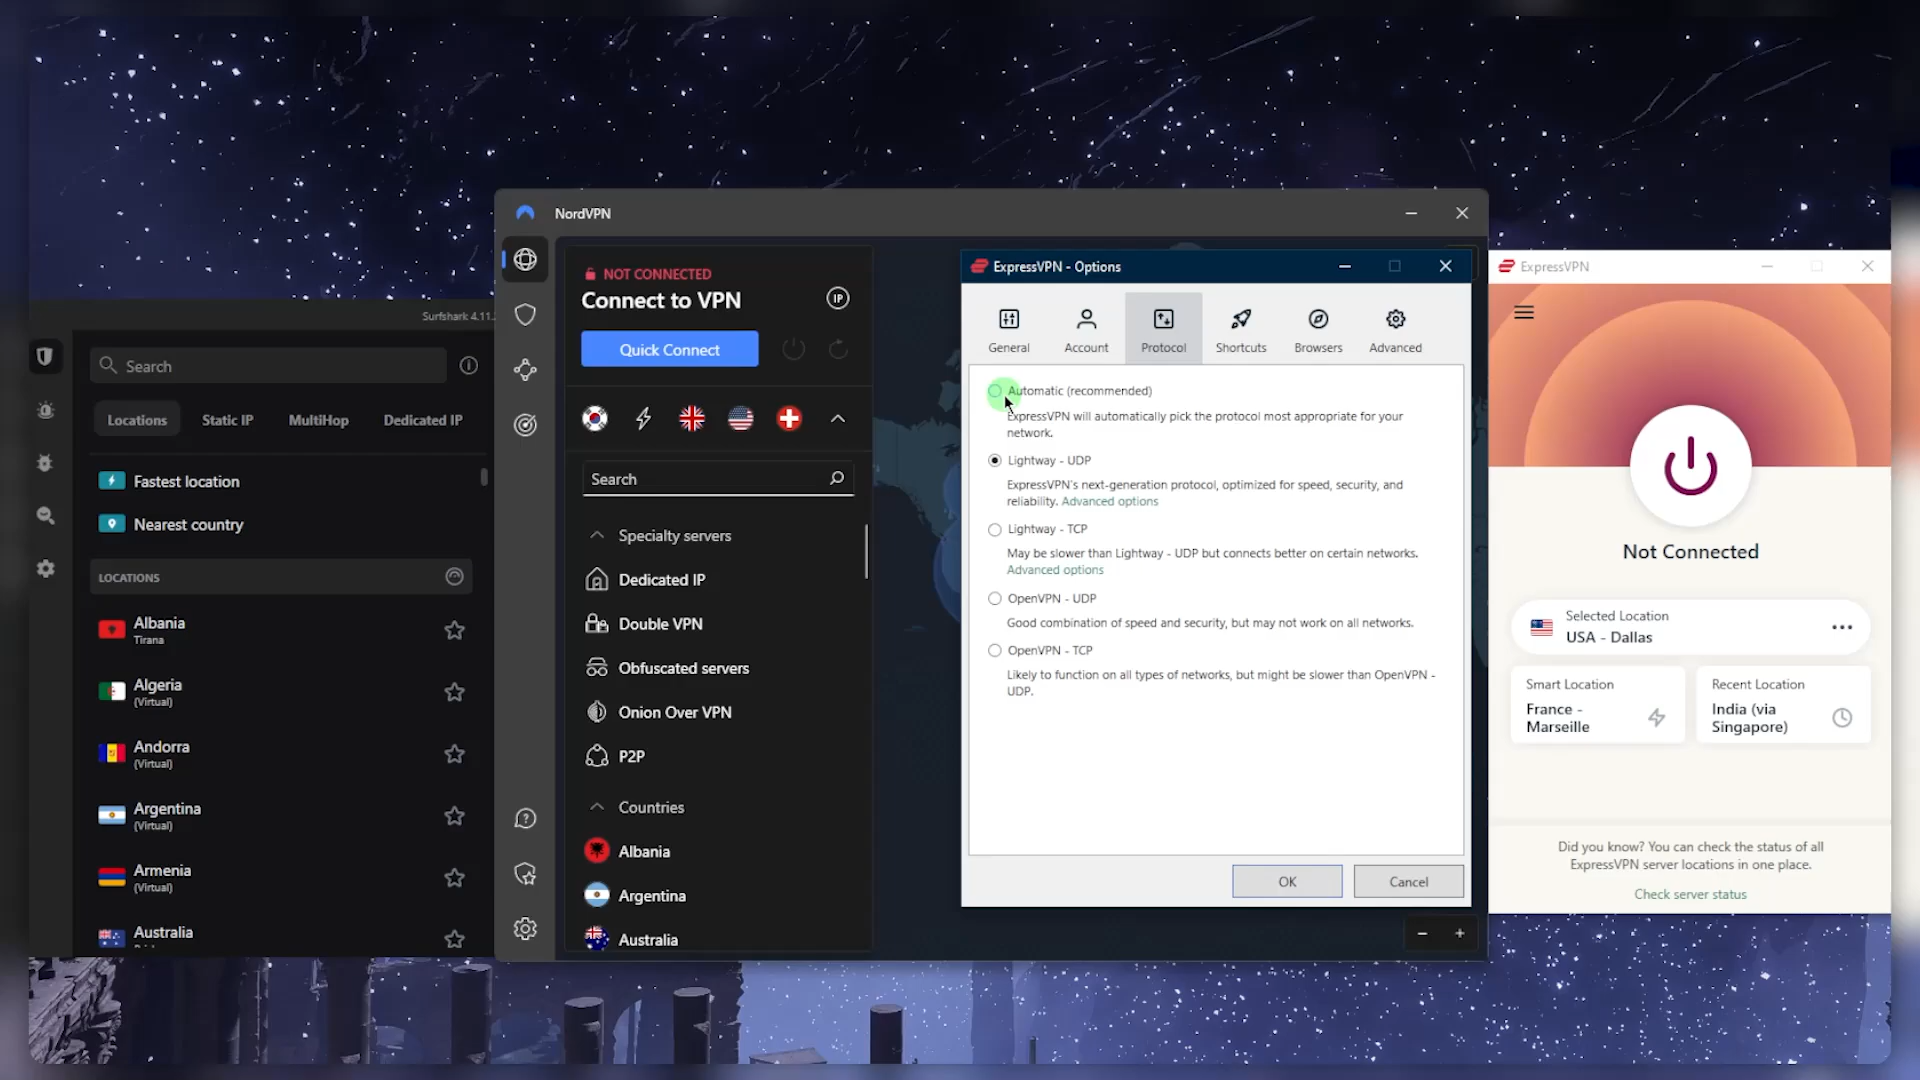 Surfshark 4.11.
Search
Locations
Static IP
MultiHop
Dedicated IP
Fastest location
Nearest country
LOCATIONS
Albania
Tirana
Algeria
(Virtual)
Andorra
(Virtual)
Argentina
(Virtual)
Armenia
(Virtual)
Australia
NordVPN
NOT CONNECTED
Connect to VPN
IP
Quick Connect
Search
Specialty servers
Dedicated IP
Double VPN
Obfuscated servers
Onion Over VPN
P2P
Countries
Albania
Argentina
Australia
ExpressVPN - Options
General
Account
Protocol
Shortcuts
Browsers
Advanced
Automatic (recommended)
ExpressVPN will automatically pick the protocol most appropriate for your
network.
Lightway - UDP
ExpressVPN's next-generation protocol, optimized for speed, security, and
reliability. Advanced options
Lightway - TCP
May be slower than Lightway - UDP but connects better on certain networks.
Advanced options
OpenVPN - UDP
Good combination of speed and security, but may not work on all networks.
OpenVPN - TCP
Likely to function on all types of networks, but might be slower than OpenVPN -
UDP.
OK
Cancel
ExpressVPN
Not Connected
Selected Location
USA - Dallas
Smart Location
France -
Marseille
Recent Location
India (via
Singapore)
Did you know? You can check the status of all
ExpressVPN server locations in one place.
Check server status